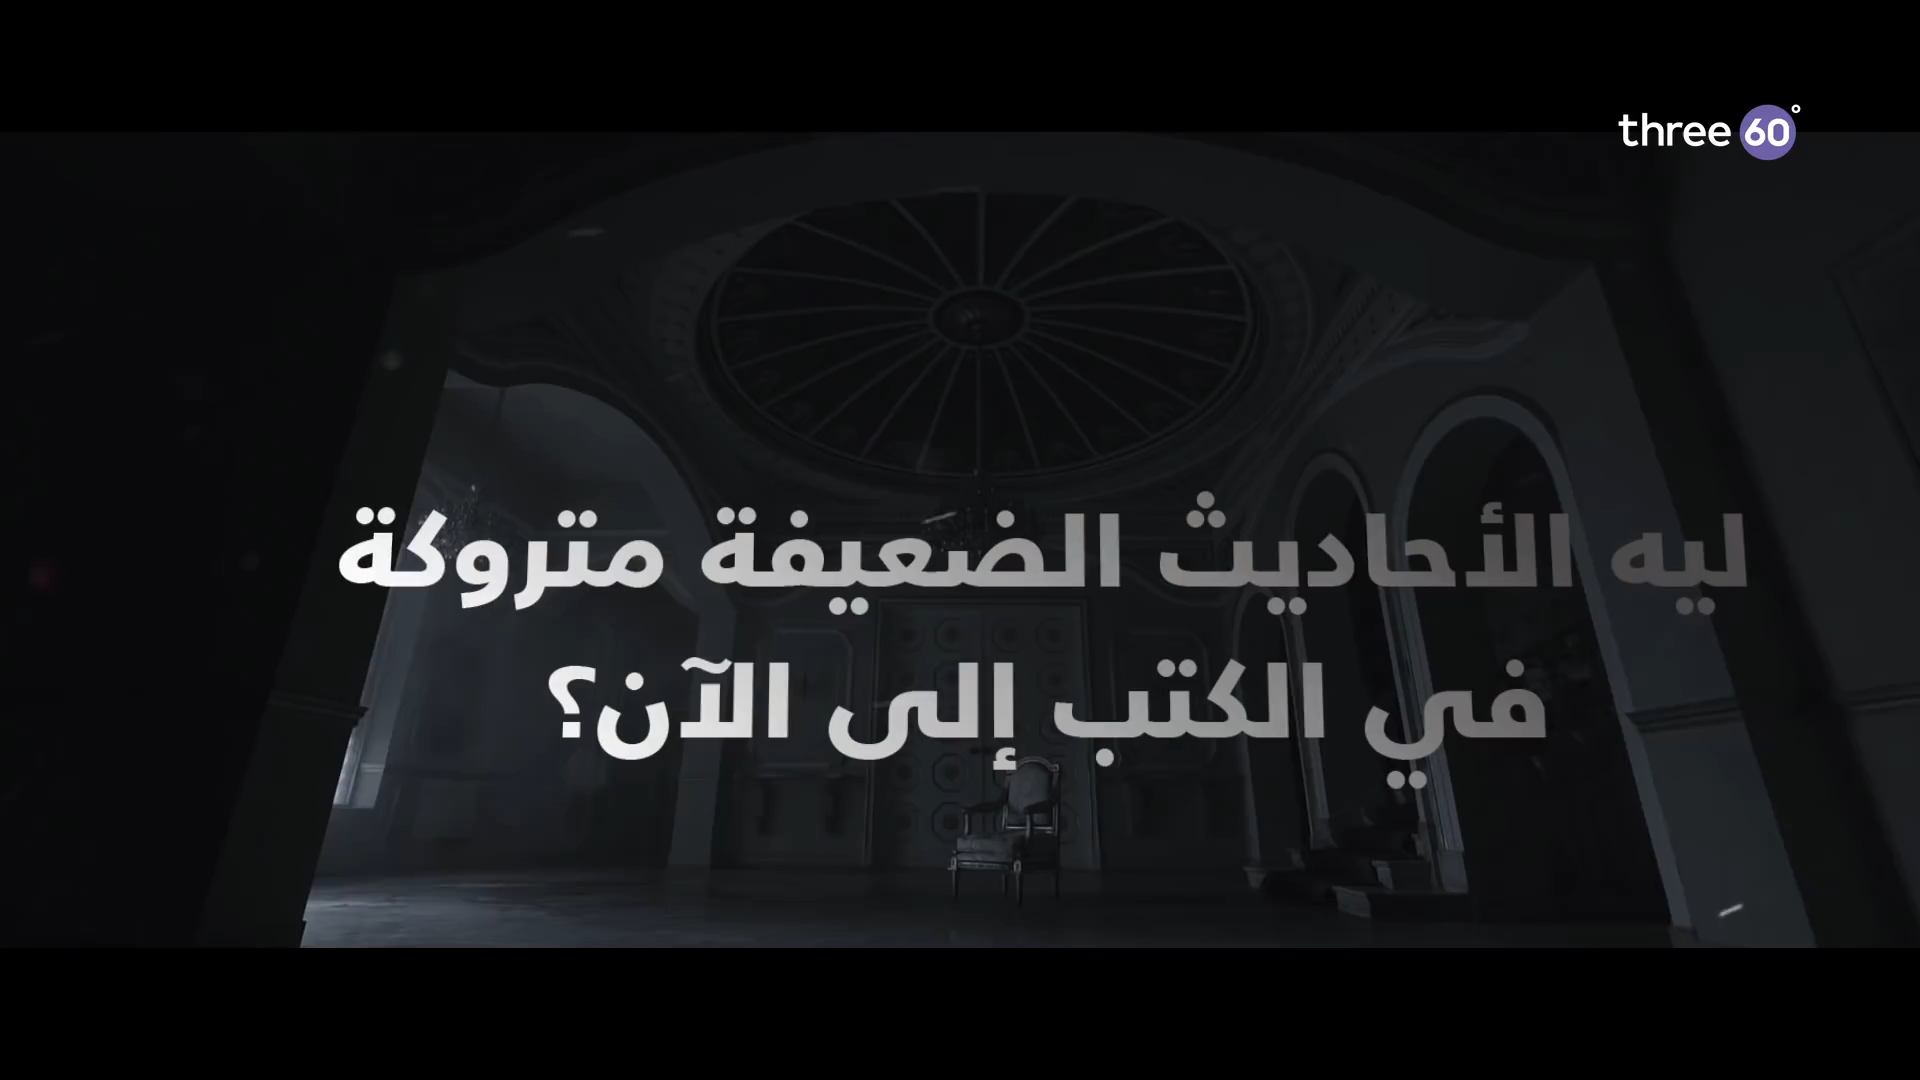 three 60°
ليه الأحاديث الضعيفة متروكة
في الكتب إلى الآن؟